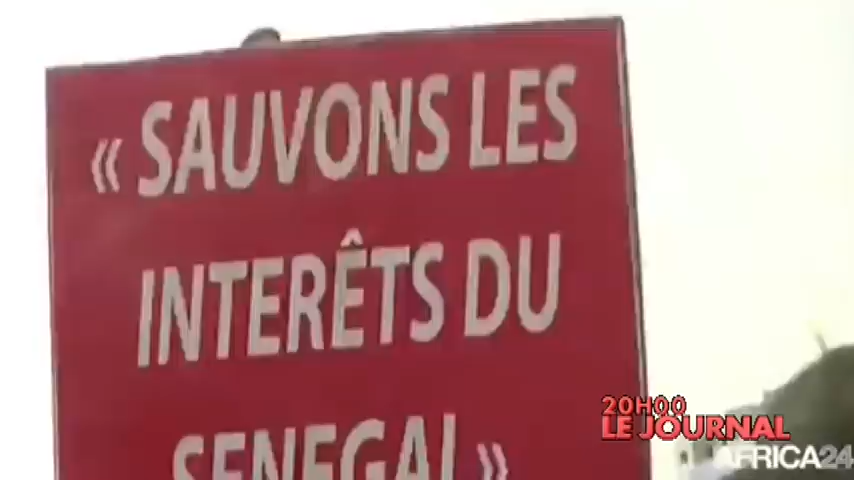 « SAUVONS LES
INTERÊTS DU
SENEGAL»
20H00
LE JOURNAL
AFRICA24